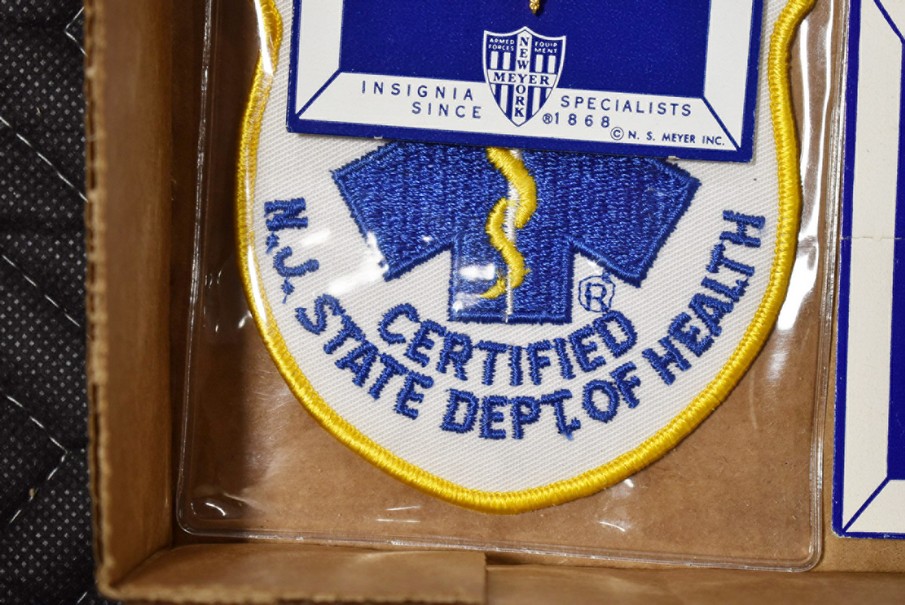 ARMED FORCES EQUIPMENT
NEW YORK
MEYER
INSIGNIA SPECIALISTS
SINCE ®1868
© N. S. MEYER INC.
®
CERTIFIED
N.J. STATE DEPT. OF HEALTH